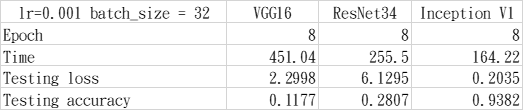 lr=0.001 batch_size = 32 VGG16 ResNet34 Inception V1
Epoch 8 8 8
Time 451.04 255.5 164.22
Testing loss 2.2998 6.1295 0.2035
Testing accuracy 0.1177 0.2807 0.9382